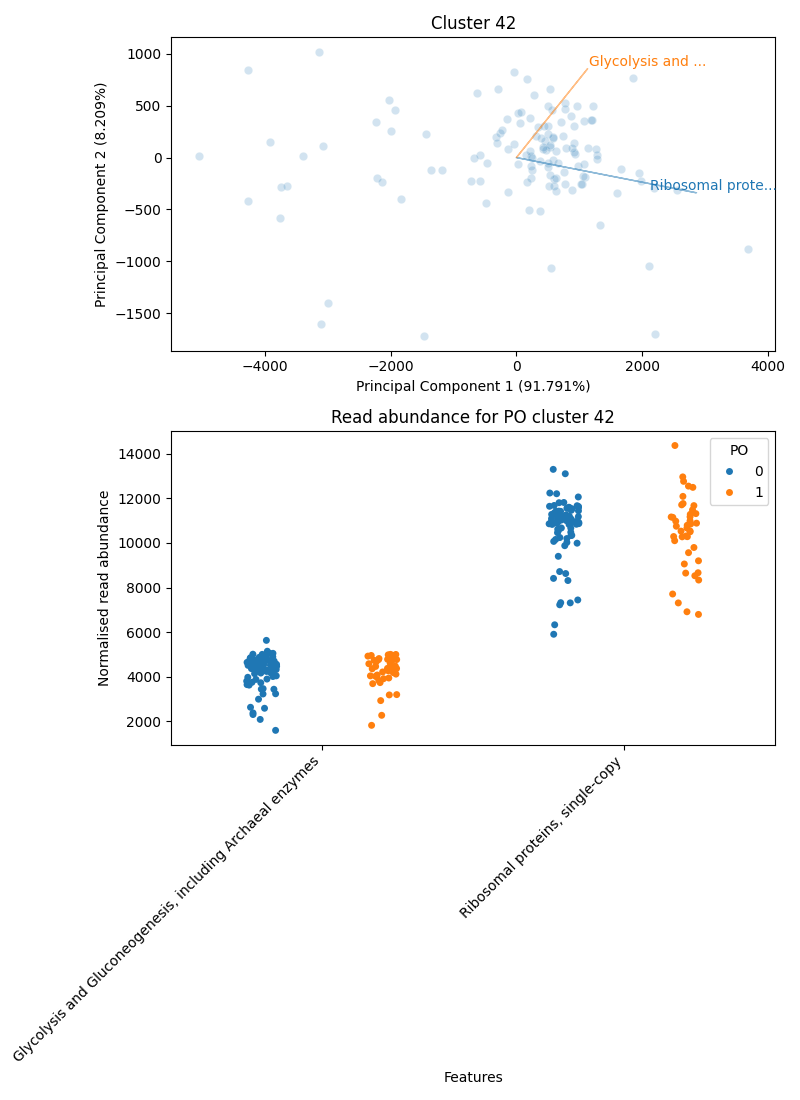 Cluster 42
1000
500
0
−500
−1000
−1500
Principal Component 2 (8.209%)
Glycolysis and ...
Ribosomal prote...
−4000
−2000
0
2000
4000
Principal Component 1 (91.791%)
Read abundance for PO cluster 42
14000
12000
10000
8000
6000
4000
2000
Normalised read abundance
PO
0
1
Glycolysis and Gluconeogenesis, including Archaeal enzymes
Ribosomal proteins, single-copy
Features